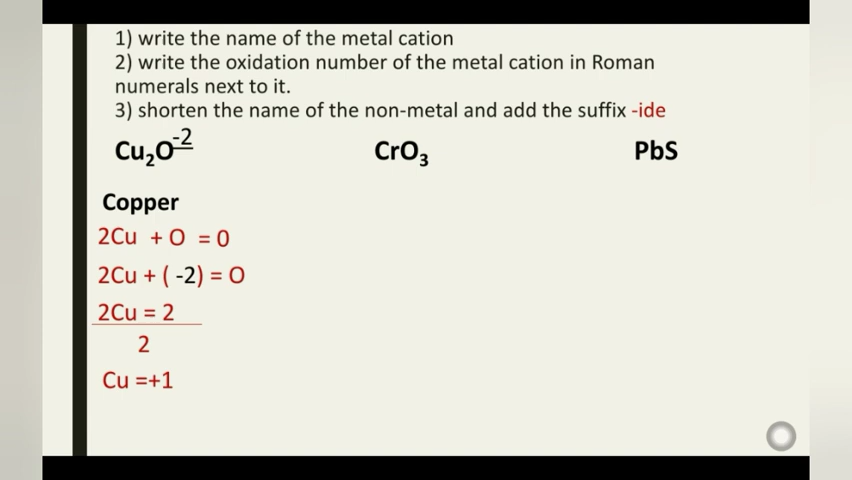 1) write the name of the metal cation
2) write the oxidation number of the metal cation in Roman
numerals next to it.
3) shorten the name of the non-metal and add the suffix -ide
Cu₂O⁻² CrO₃ PbS
Copper
2Cu + O = 0
2Cu + ( -2) = O
2Cu = 2
2
Cu =+1